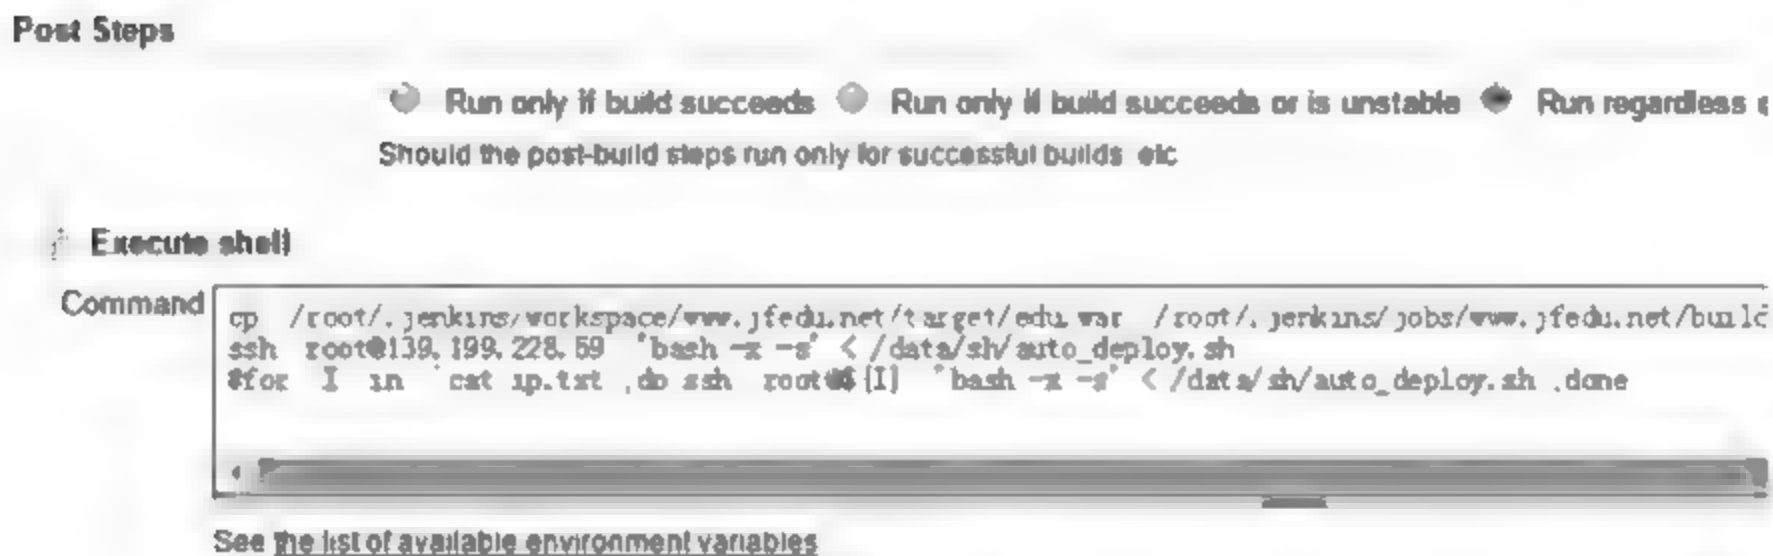 Post Steps
Run only if build succeeds Run only if build succeeds or is unstable Run regardless
Should the post-build steps run only for successful builds etc
Execute shell
Command
cp /root/.jenkins/workspace/www.jfedu.net/target/edu.war /root/.jenkins/jobs/www.jfedu.net/build
ssh root@139.199.228.59 'bash -x -s' < /data/sh/auto_deploy.sh
#for I in `cat ip.txt ;do ssh root@${I} 'bash -x -s' < /data/sh/auto_deploy.sh ;done
See the list of available environment variables